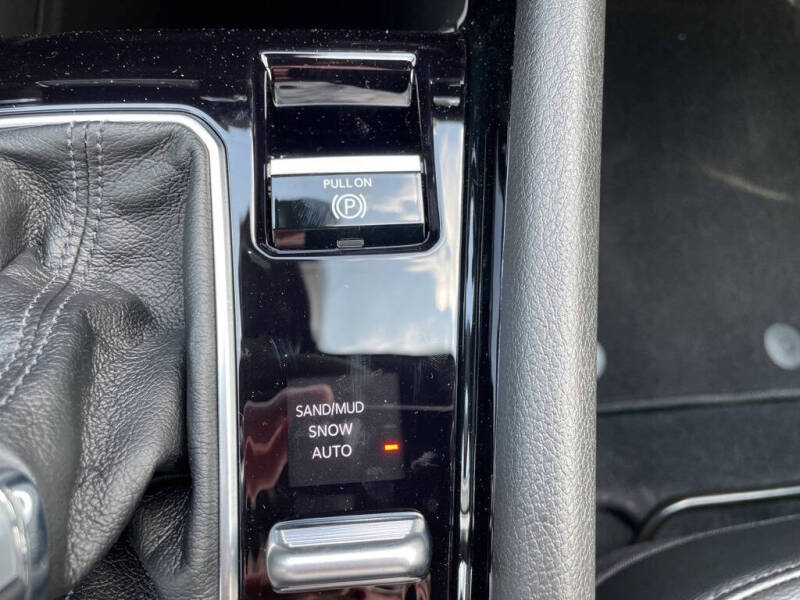 PULL ON
(P)
SAND/MUD
SNOW
AUTO